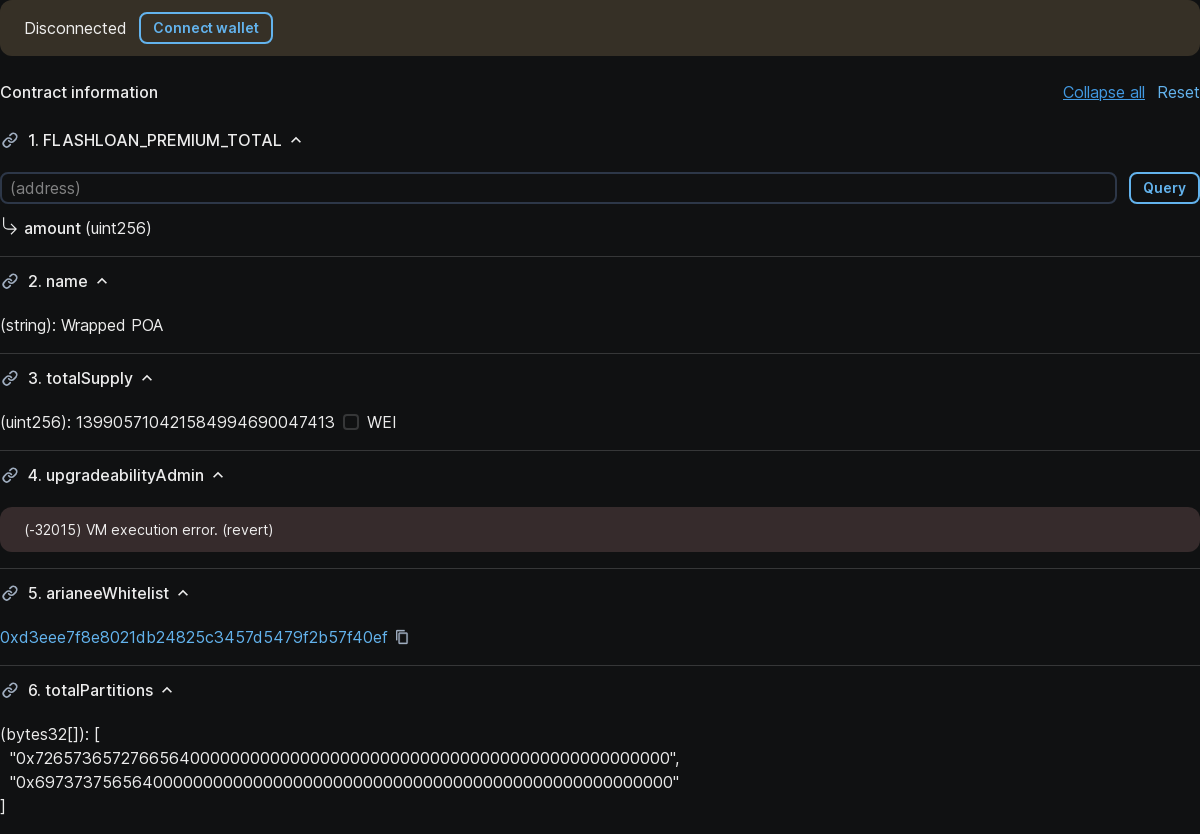 Disconnected Connect wallet
Contract information Collapse all Reset
1. FLASHLOAN_PREMIUM_TOTAL
(address) Query
amount (uint256)
2. name
(string): Wrapped POA
3. totalSupply
(uint256): 139905710421584994690047413 WEI
4. upgradeabilityAdmin
(-32015) VM execution error. (revert)
5. arianeeWhitelist
0xd3eee7f8e8021db24825c3457d5479f2b57f40ef
6. totalPartitions
(bytes32[]): [
"0x7265736572766564000000000000000000000000000000000000000000000000",
"0x6973737565640000000000000000000000000000000000000000000000000000"
]